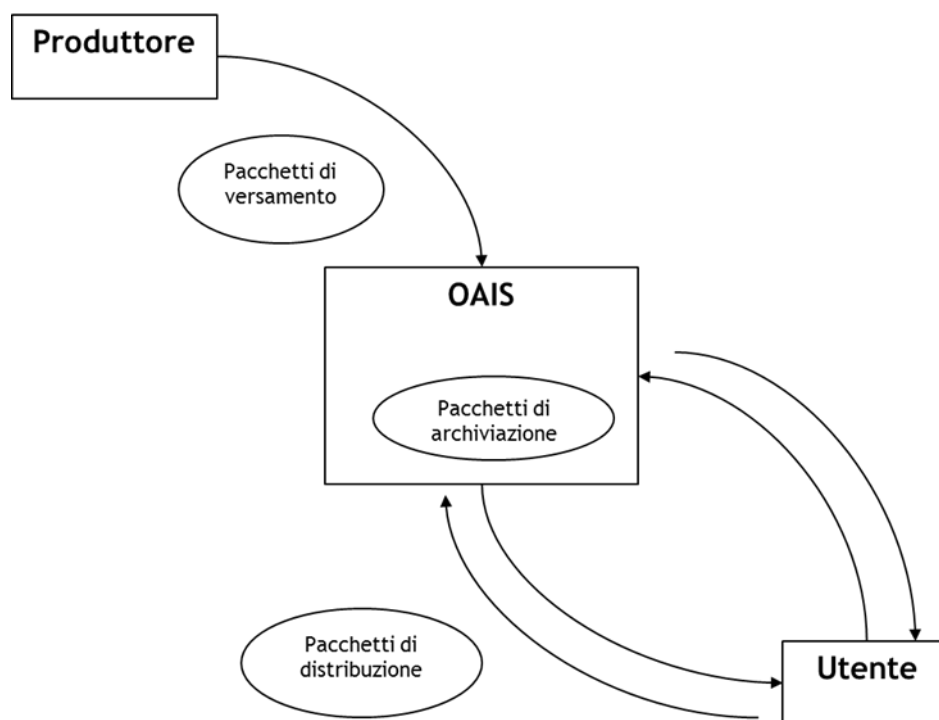 Produttore
Pacchetti di
versamento
OAIS
Pacchetti di
archiviazione
Pacchetti di
distribuzione
Utente